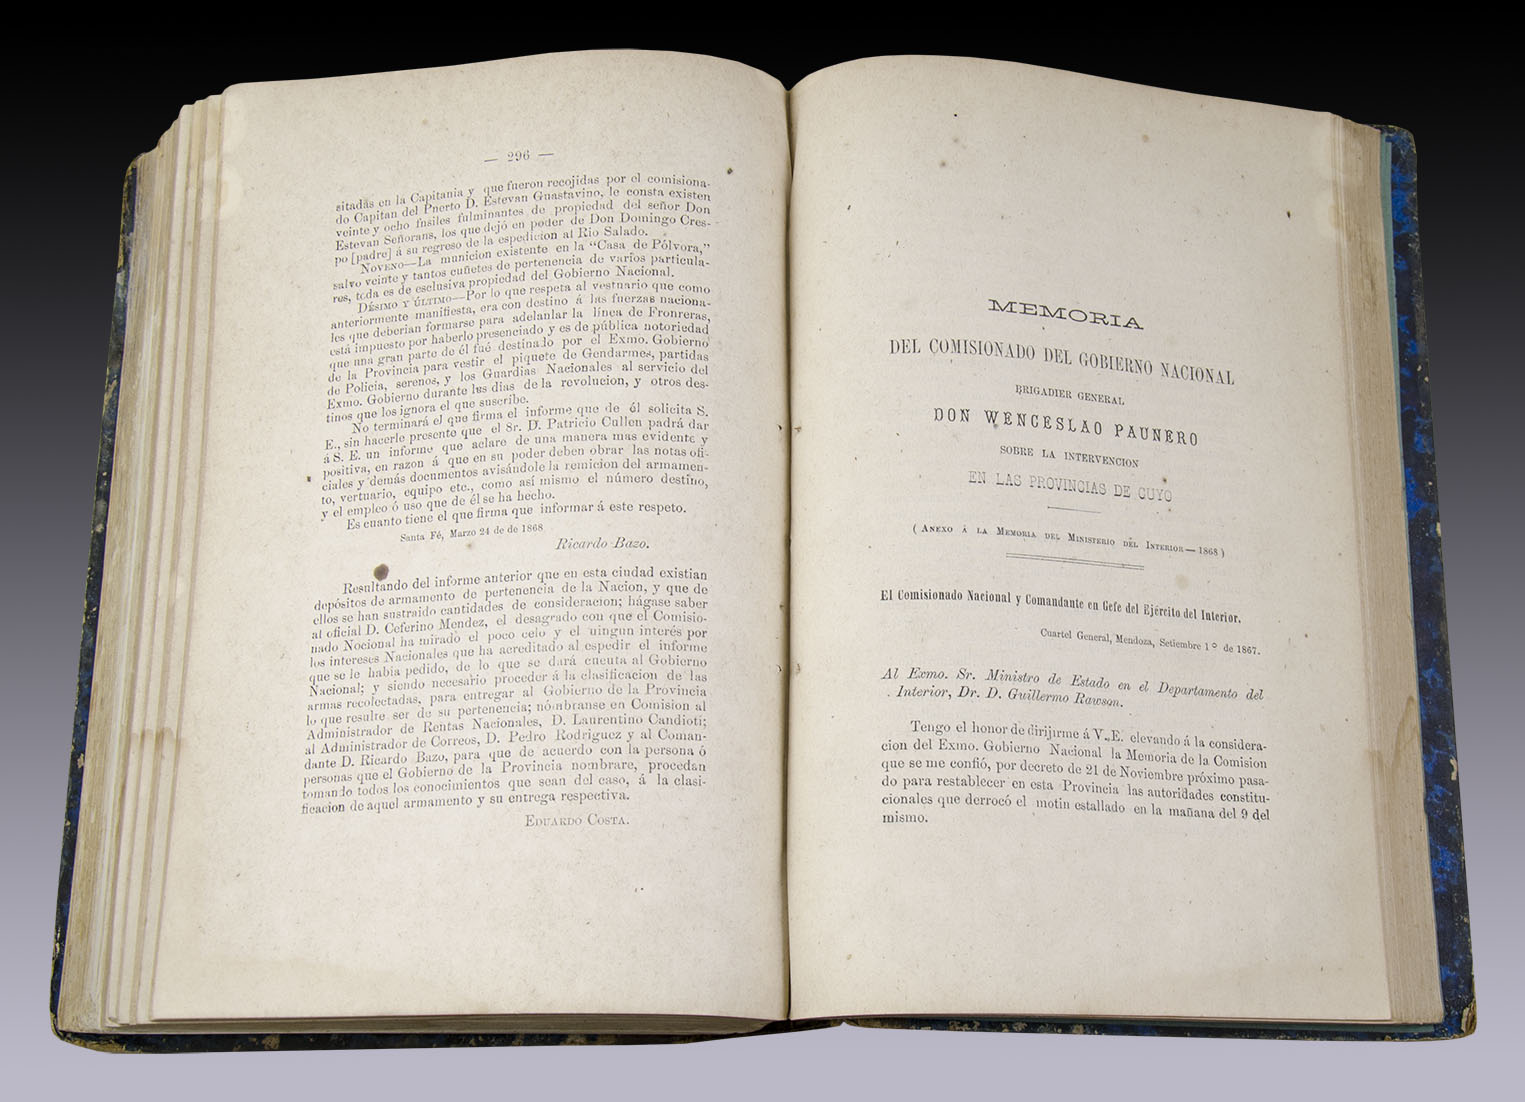 — 296 —
sitadas en la Capitania y que fueron recojidas por el comisiona-
do Capitan del Puerto D. Estevan Guastavino, le consta existen
veinte y ocho fusiles fulminantes de propiedad del señor Don
Estevan Señorans, los que dejó en poder de Don Domingo Cres-
po [padre] á su regreso de la espedicion al Rio Salado.
NOVENO—La municion existente en la “Casa de Pólvora,”
salvo veinte y tantos cuñetes de pertenencia de varios particula-
res, toda es de esclusiva propiedad del Gobierno Nacional.
DÉSIMO Y ÚLTIMO—Por lo que respeta al vestuario que como
anteriormente manifiesta, era con destino á las fuerzas naciona-
les que deberian formarse para adelanlar la línea de Fronreras,
está impuesto por haberlo presenciado y es de pública notoriedad
que una gran parte de él fué destinado por el Exmo. Gobierno
de la Provincia para vestir el piquete de Gendarmes, partidas
de Policia, serenos, y los Guardias Nacionales al servicio del
Exmo. Gobierno durante los dias de la revolucion, y otros des-
tinos que los ignora el que suscribe.
No terminará el que firma el informe que de él solicita S.
E., sin hacerle presente que el Sr. D. Patricio Cullen padrá dar
á S. E. un informe que aclare de una manera mas evidente y
positiva, en razon á que en su poder deben obrar las notas ofi-
ciales y demás documentos avisándole la remicion del armamen-
to, vertuario, equipo etc., como así mismo el número destino,
y el empleo ó uso que de él se ha hecho.
Es cuanto tiene el que firma que informar á este respeto.
Santa Fé, Marzo 24 de de 1868
Ricardo Bazo.
Resultando del informe anterior que en esta ciudad existian
depósitos de armamento de pertenencia de la Nacion, y que de
ellos se han sustraido cantidades de consideracion; hágase saber
al oficial D. Ceferino Mendez, el desagrado con que el Comisio-
nado Nocional ha mirado el poco celo y el ningun interés por
los intereses Nacionales que ha acreditado al espedir el informe
que se le habia pedido, de lo que se dará cuenta al Gobierno
Nacional; y siendo necesario proceder á la clasificacion de las
armas recolectadas, para entregar al Gobierno de la Provincia
lo que resulte ser de su pertenencia; nómbranse en Comision al
Administrador de Rentas Nacionales, D. Laurentino Candioti;
al Administrador de Correos, D. Pedro Rodriguez y al Coman-
dante D. Ricardo Bazo, para que de acuerdo con la persona ó
personas que el Gobierno de la Provincia nombrare, procedan
tomando todos los conocimientos que sean del caso, á la clasi-
ficacion de aquel armamento y su entrega respectiva.
EDUARDO COSTA.
MEMORIA
DEL COMISIONADO DEL GOBIERNO NACIONAL
BRIGADIER GENERAL
DON WENCESLAO PAUNERO
SOBRE LA INTERVENCION
EN LAS PROVINCIAS DE CUYO
( ANEXO Á LA MEMORIA DEL MINISTERIO DEL INTERIOR — 1868 )
El Comisionado Nacional y Comandante en Gefe del Ejército del Interior.
Cuartel General, Mendoza, Setiembre 1° de 1867.
Al Exmo. Sr. Ministro de Estado en el Departamento del
Interior, Dr. D. Guillermo Rawson.
Tengo el honor de dirijirme á V. E. elevando á la considera-
cion del Exmo. Gobierno Nacional la Memoria de la Comision
que se me confió, por decreto de 21 de Noviembre próximo pasa-
do para restablecer en esta Provincia las autoridades constitu-
cionales que derrocó el motin estallado en la mañana del 9 del
mismo.